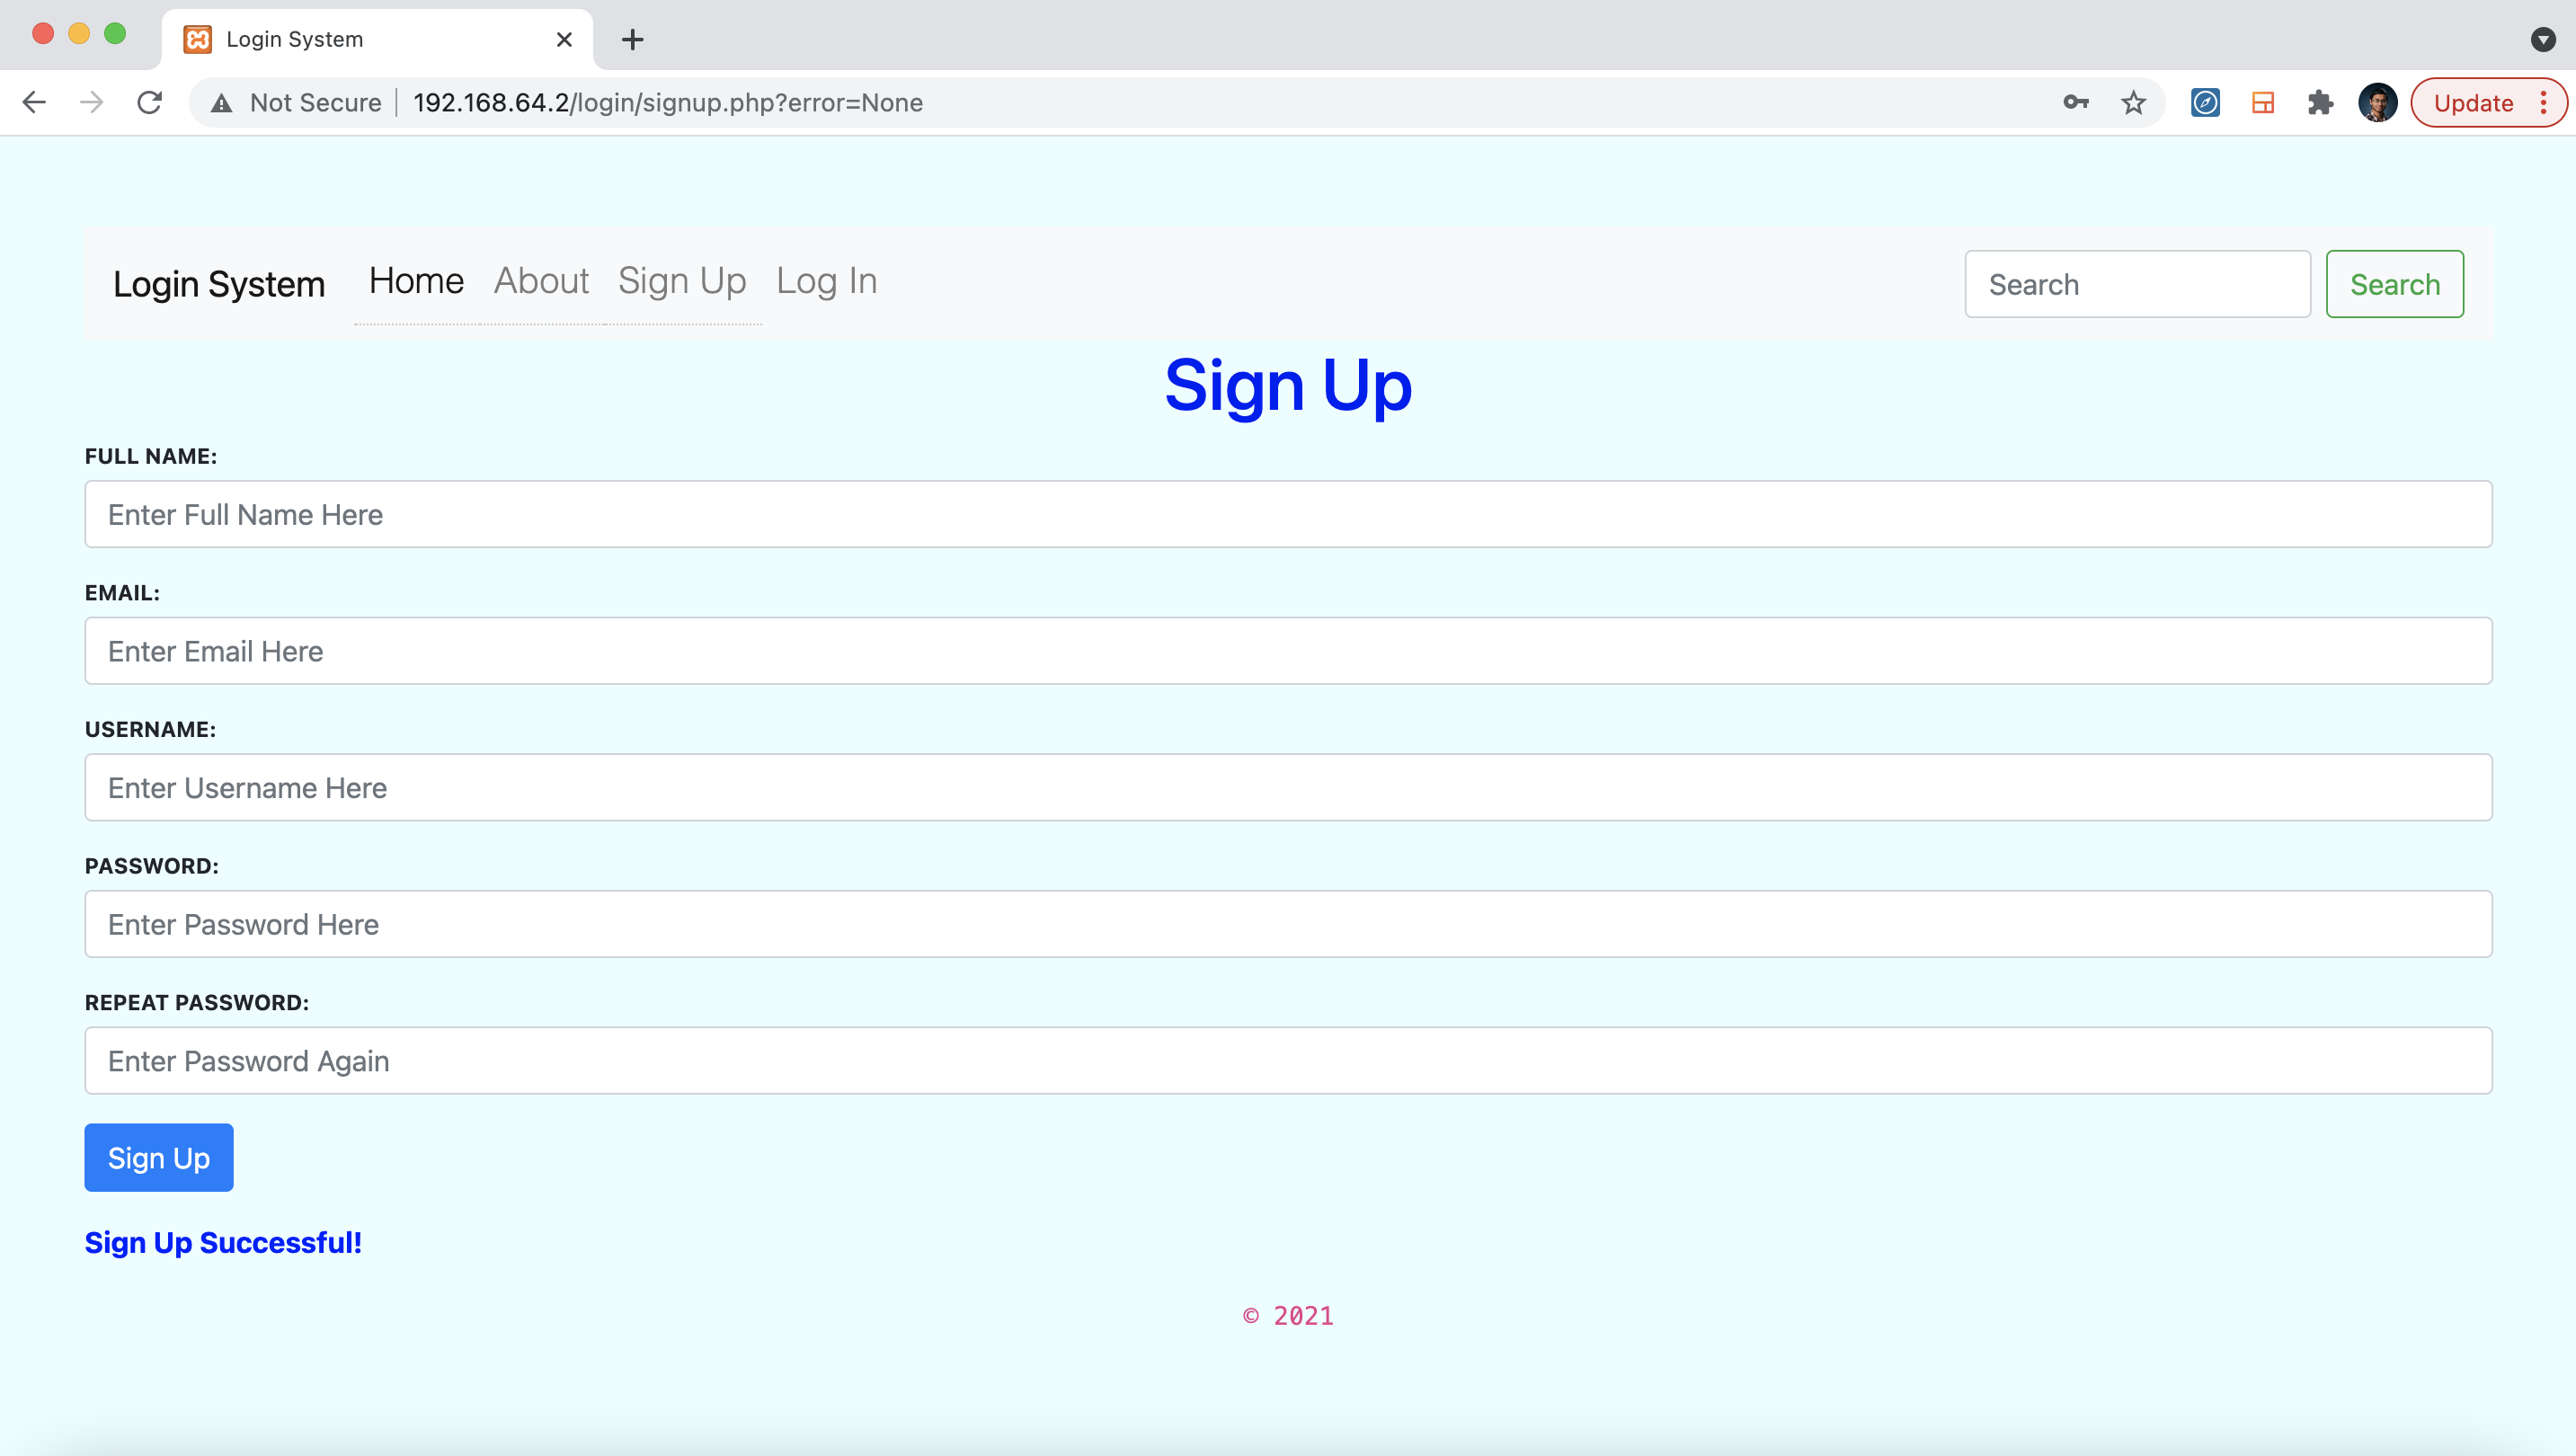 Login System
Not Secure 192.168.64.2/login/signup.php?error=None Update
Login System Home About Sign Up Log In Search Search
Sign Up
FULL NAME:
Enter Full Name Here
EMAIL:
Enter Email Here
USERNAME:
Enter Username Here
PASSWORD:
Enter Password Here
REPEAT PASSWORD:
Enter Password Again
Sign Up
Sign Up Successful!
© 2021